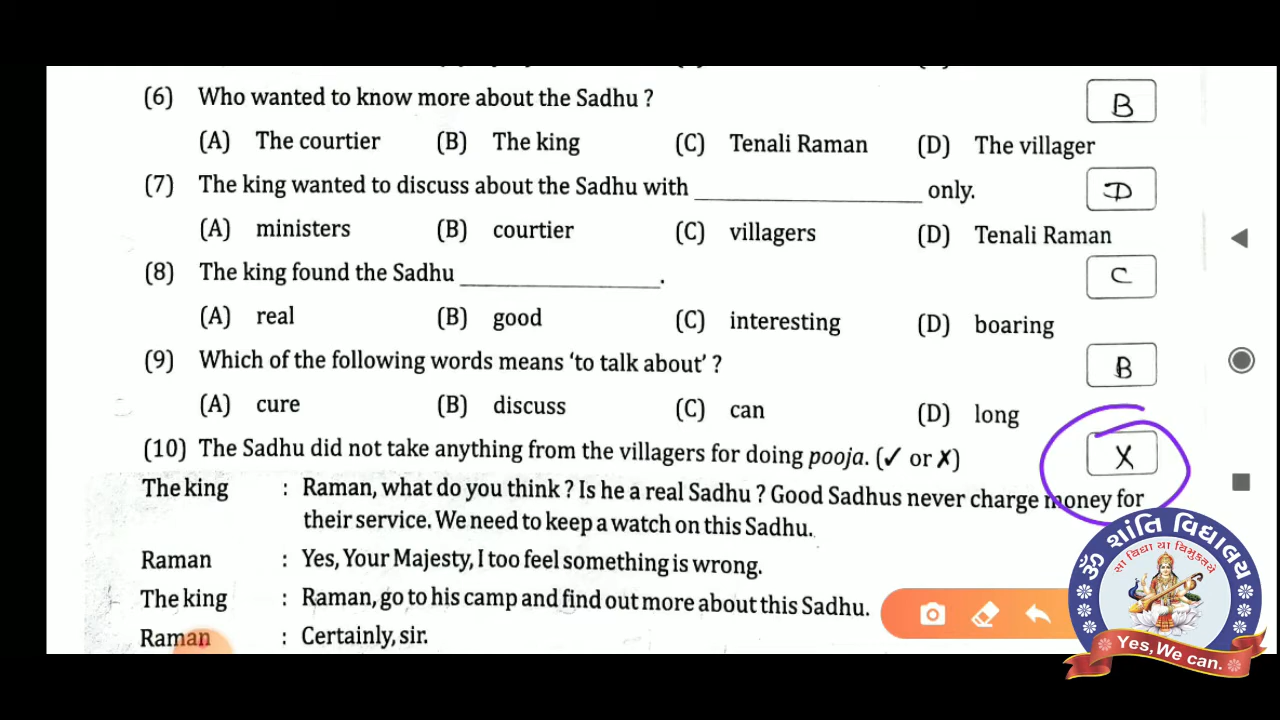 (6) Who wanted to know more about the Sadhu ? B
(A) The courtier (B) The king (C) Tenali Raman (D) The villager
(7) The king wanted to discuss about the Sadhu with ____________ only. D
(A) ministers (B) courtier (C) villagers (D) Tenali Raman
(8) The king found the Sadhu ____________. C
(A) real (B) good (C) interesting (D) boaring
(9) Which of the following words means ‘to talk about’ ? B
(A) cure (B) discuss (C) can (D) long
(10) The Sadhu did not take anything from the villagers for doing pooja. (✓ or ✗) X
The king : Raman, what do you think ? Is he a real Sadhu ? Good Sadhus never charge money for
their service. We need to keep a watch on this Sadhu.
Raman : Yes, Your Majesty, I too feel something is wrong.
The king : Raman, go to his camp and find out more about this Sadhu.
Raman : Certainly, sir.
ૐ શાંતિ વિદ્યાલય
સા વિદ્યા યા વિમુક્તયે
Yes, We can.